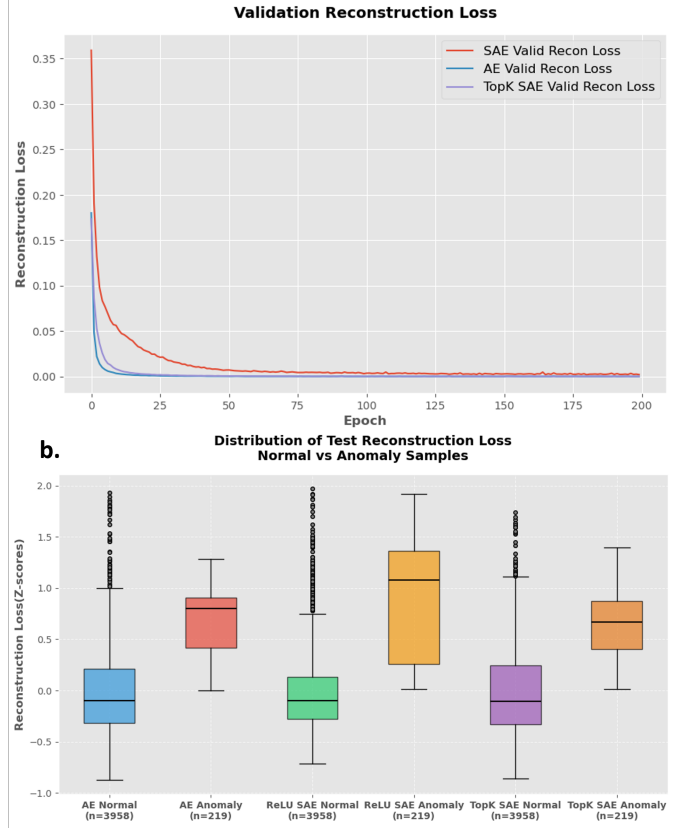 Validation Reconstruction Loss
SAE Valid Recon Loss
AE Valid Recon Loss
TopK SAE Valid Recon Loss
Reconstruction Loss
0.35
0.30
0.25
0.20
0.15
0.10
0.05
0.00
0 25 50 75 100 125 150 175 200
Epoch
b.
Distribution of Test Reconstruction Loss
Normal vs Anomaly Samples
Reconstruction Loss(Z-scores)
2.0
1.5
1.0
0.5
0.0
−0.5
−1.0
AE Normal AE Anomaly ReLU SAE Normal ReLU SAE Anomaly TopK SAE Normal TopK SAE Anomaly
(n=3958) (n=219) (n=3958) (n=219) (n=3958) (n=219)